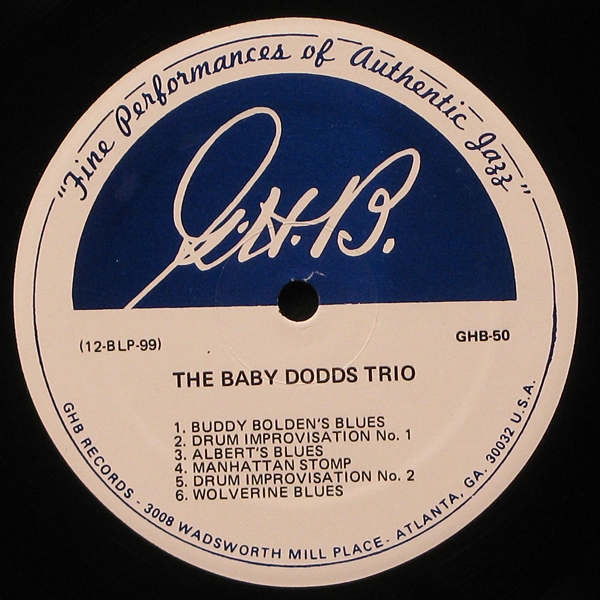 "Fine Performances of Authentic Jazz"
G.H.B.
(12-BLP-99)
GHB-50
THE BABY DODDS TRIO
1. BUDDY BOLDEN'S BLUES
2. DRUM IMPROVISATION No. 1
3. ALBERT'S BLUES
4. MANHATTAN STOMP
5. DRUM IMPROVISATION No. 2
6. WOLVERINE BLUES
GHB RECORDS - 3008 WADSWORTH MILL PLACE - ATLANTA, GA. 30032 U.S.A.